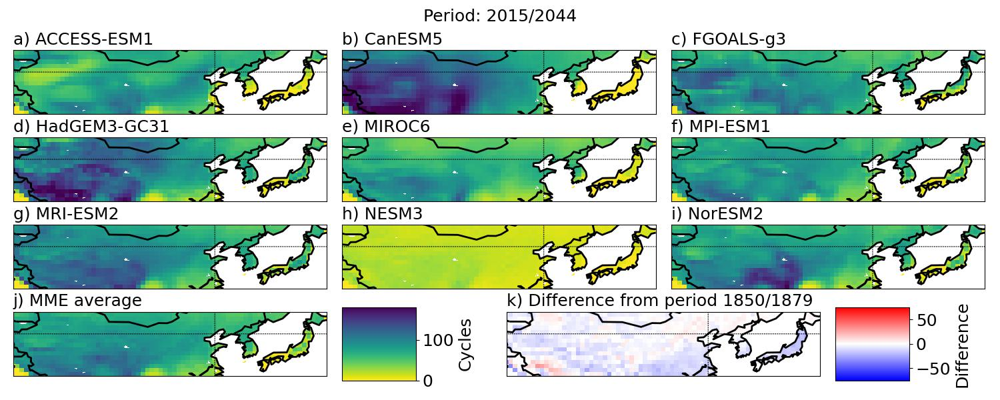 Period: 2015/2044
a) ACCESS-ESM1
b) CanESM5
c) FGOALS-g3
d) HadGEM3-GC31
e) MIROC6
f) MPI-ESM1
g) MRI-ESM2
h) NESM3
i) NorESM2
j) MME average
100
0
Cycles
k) Difference from period 1850/1879
50
0
−50
Difference